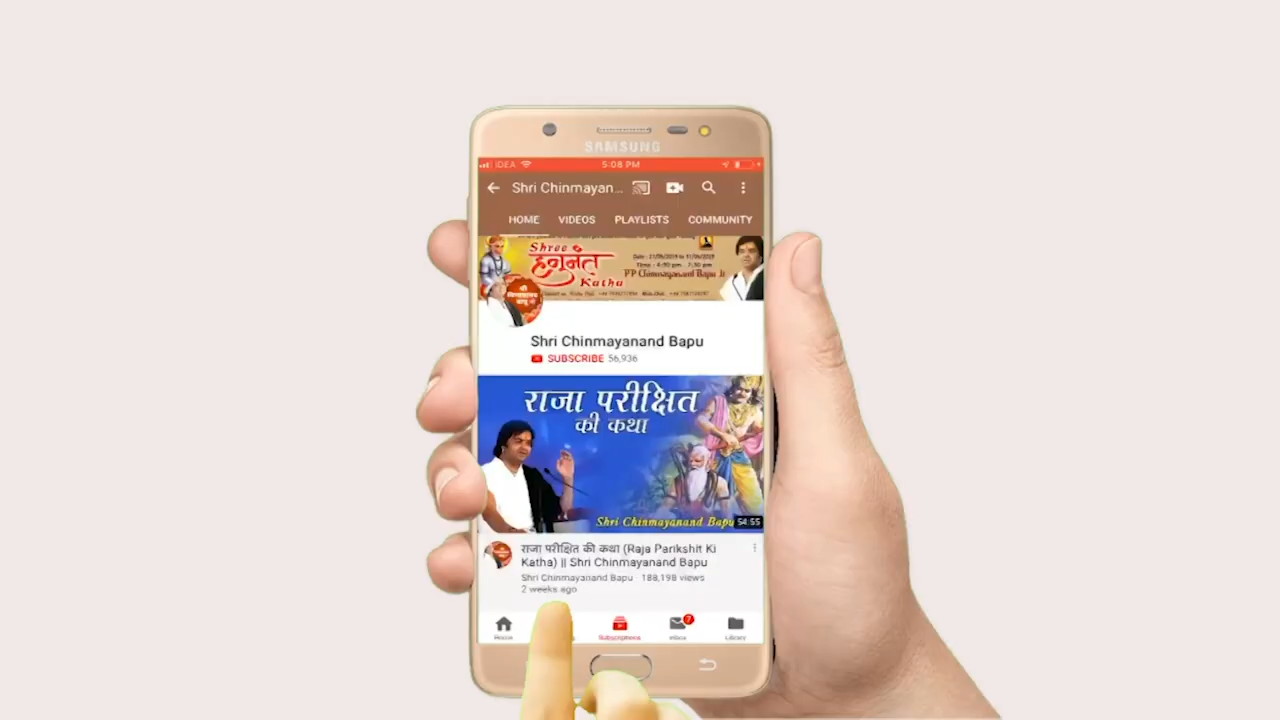 SAMSUNG
IDEA 5:08 PM
Shri Chinmayan...
HOME VIDEOS PLAYLISTS COMMUNITY
Shree
हनुमंत
Katha
P.P Chinmayanand Bapu Ji
श्री
Shri Chinmayanand Bapu
SUBSCRIBE 56,936
राजा परीक्षित
की कथा
Shri Chinmayanand Bapu 54:55
राजा परीक्षित की कथा (Raja Parikshit Ki
Katha) || Shri Chinmayanand Bapu
Shri Chinmayanand Bapu · 188,198 views
2 weeks ago
7
Home Subscriptions Inbox Library